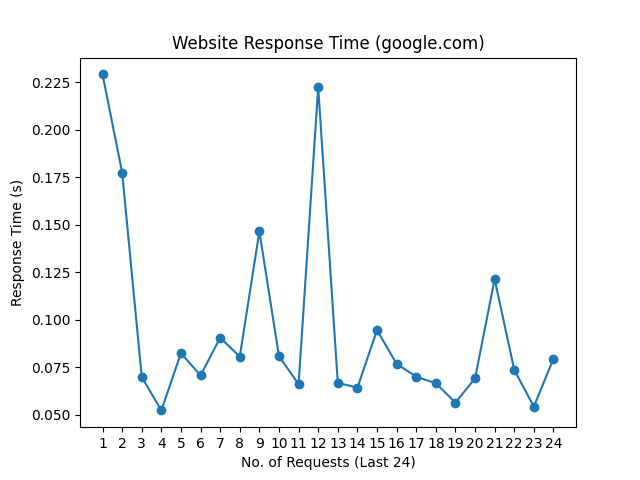 Website Response Time (google.com)
Response Time (s)
0.225
0.200
0.175
0.150
0.125
0.100
0.075
0.050
1 2 3 4 5 6 7 8 9 10 11 12 13 14 15 16 17 18 19 20 21 22 23 24
No. of Requests (Last 24)